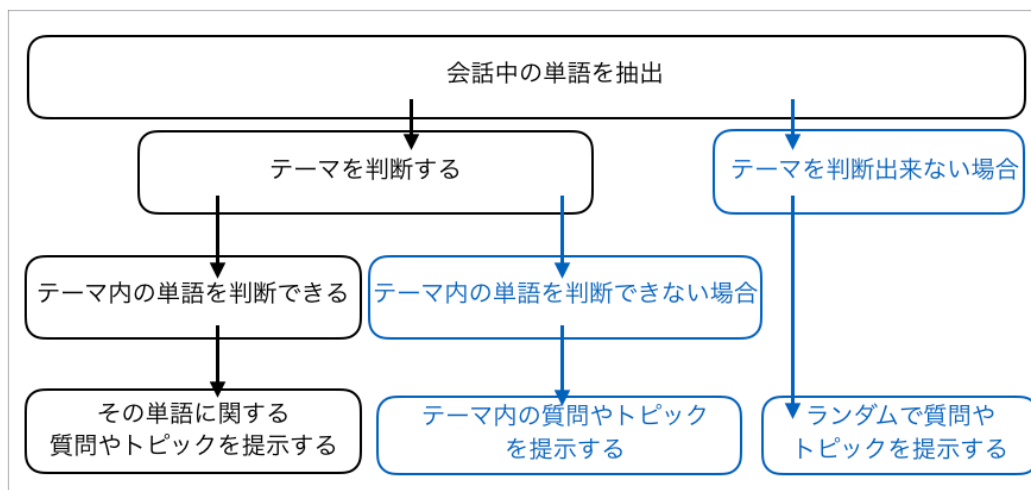 会話中の単語を抽出
テーマを判断する
テーマを判断出来ない場合
テーマ内の単語を判断できる
テーマ内の単語を判断できない場合
その単語に関する
質問やトピックを提示する
テーマ内の質問やトピック
を提示する
ランダムで質問や
トピックを提示する